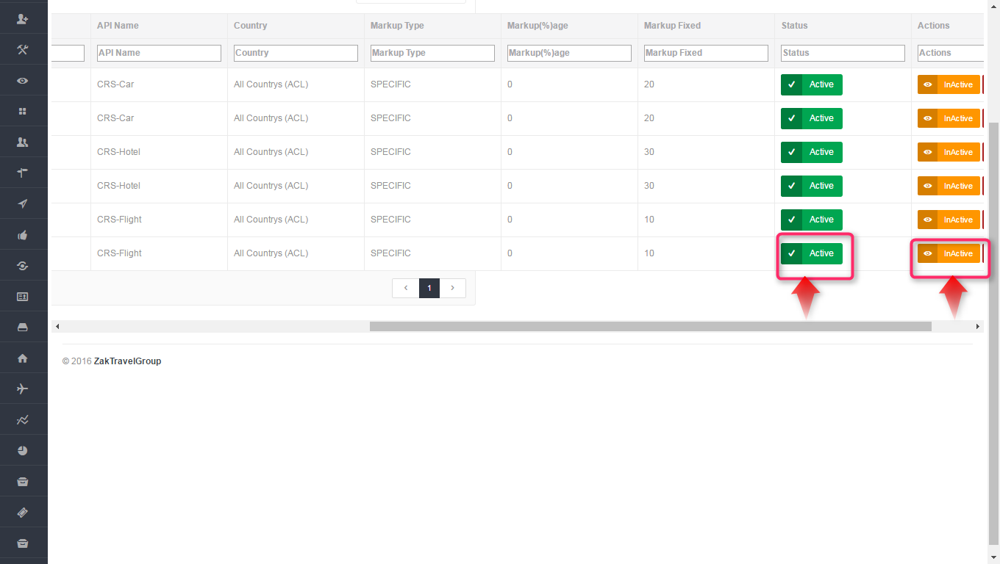 API Name Country Markup Type Markup(%)age Markup Fixed Status Actions
API Name Country Markup Type Markup(%)age Markup Fixed Status Actions
CRS-Car All Countrys (ACL) SPECIFIC 0 20 Active InActive
CRS-Car All Countrys (ACL) SPECIFIC 0 20 Active InActive
CRS-Hotel All Countrys (ACL) SPECIFIC 0 30 Active InActive
CRS-Hotel All Countrys (ACL) SPECIFIC 0 30 Active InActive
CRS-Flight All Countrys (ACL) SPECIFIC 0 10 Active InActive
CRS-Flight All Countrys (ACL) SPECIFIC 0 10 Active InActive
1
© 2016 ZakTravelGroup